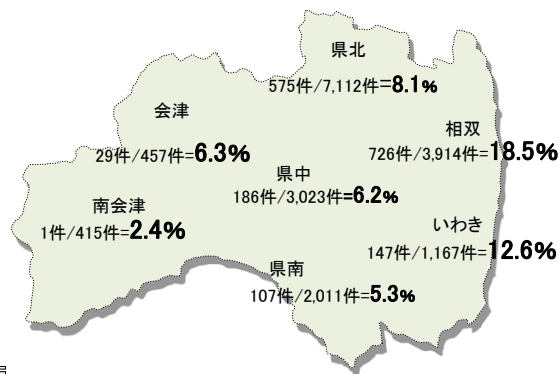 県北
575件/7,112件=8.1%
会津
29件/457件=6.3%
相双
726件/3,914件=18.5%
県中
186件/3,023件=6.2%
南会津
1件/415件=2.4%
いわき
147件/1,167件=12.6%
県南
107件/2,011件=5.3%